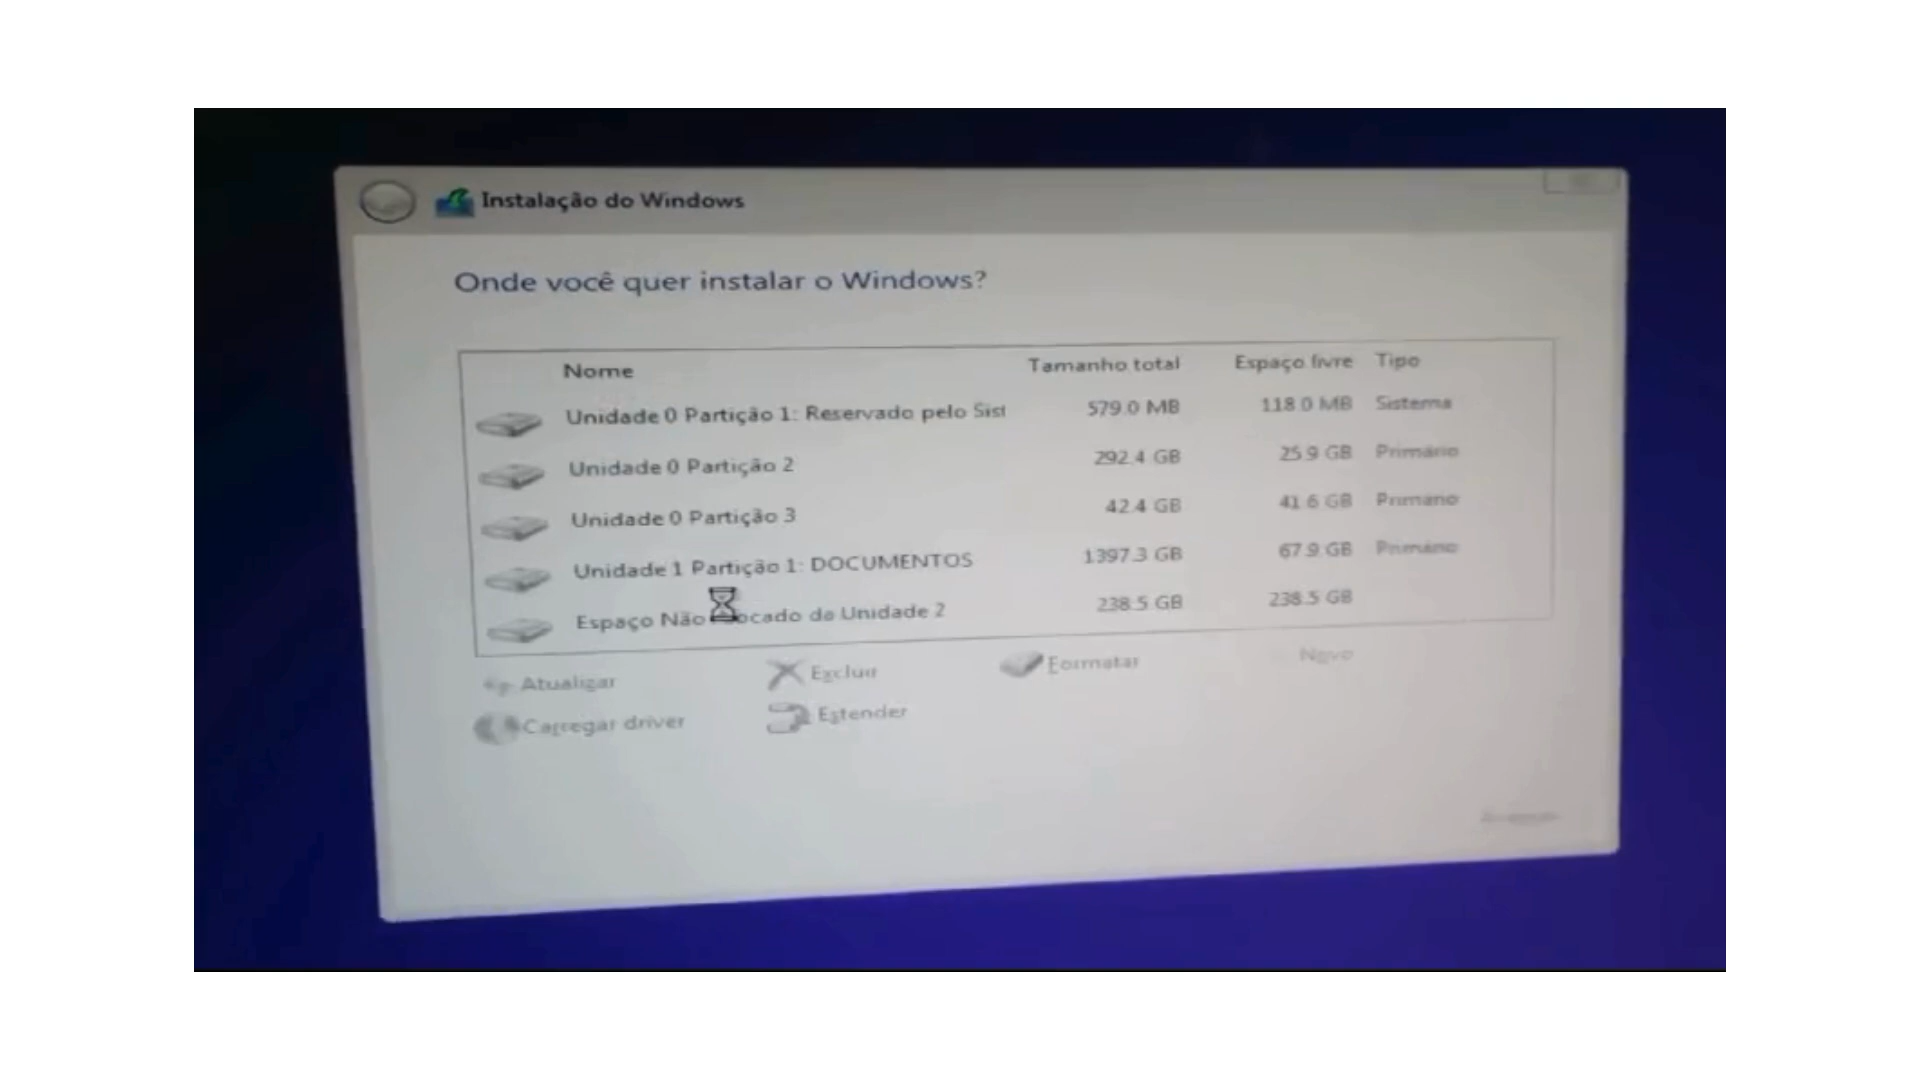 Instalação do Windows
Onde você quer instalar o Windows?
Nome Tamanho total Espaço livre Tipo
Unidade 0 Partição 1: Reservado pelo Sist 579.0 MB 118.0 MB Sistema
Unidade 0 Partição 2 292.4 GB 25.9 GB Primário
Unidade 0 Partição 3 42.4 GB 41.6 GB Primário
Unidade 1 Partição 1: DOCUMENTOS 1397.3 GB 67.9 GB Primário
Espaço Não da Unidade 2 238.5 GB 238.5 GB
Atualizar Excluir Formatar Novo
Carregar driver Estender